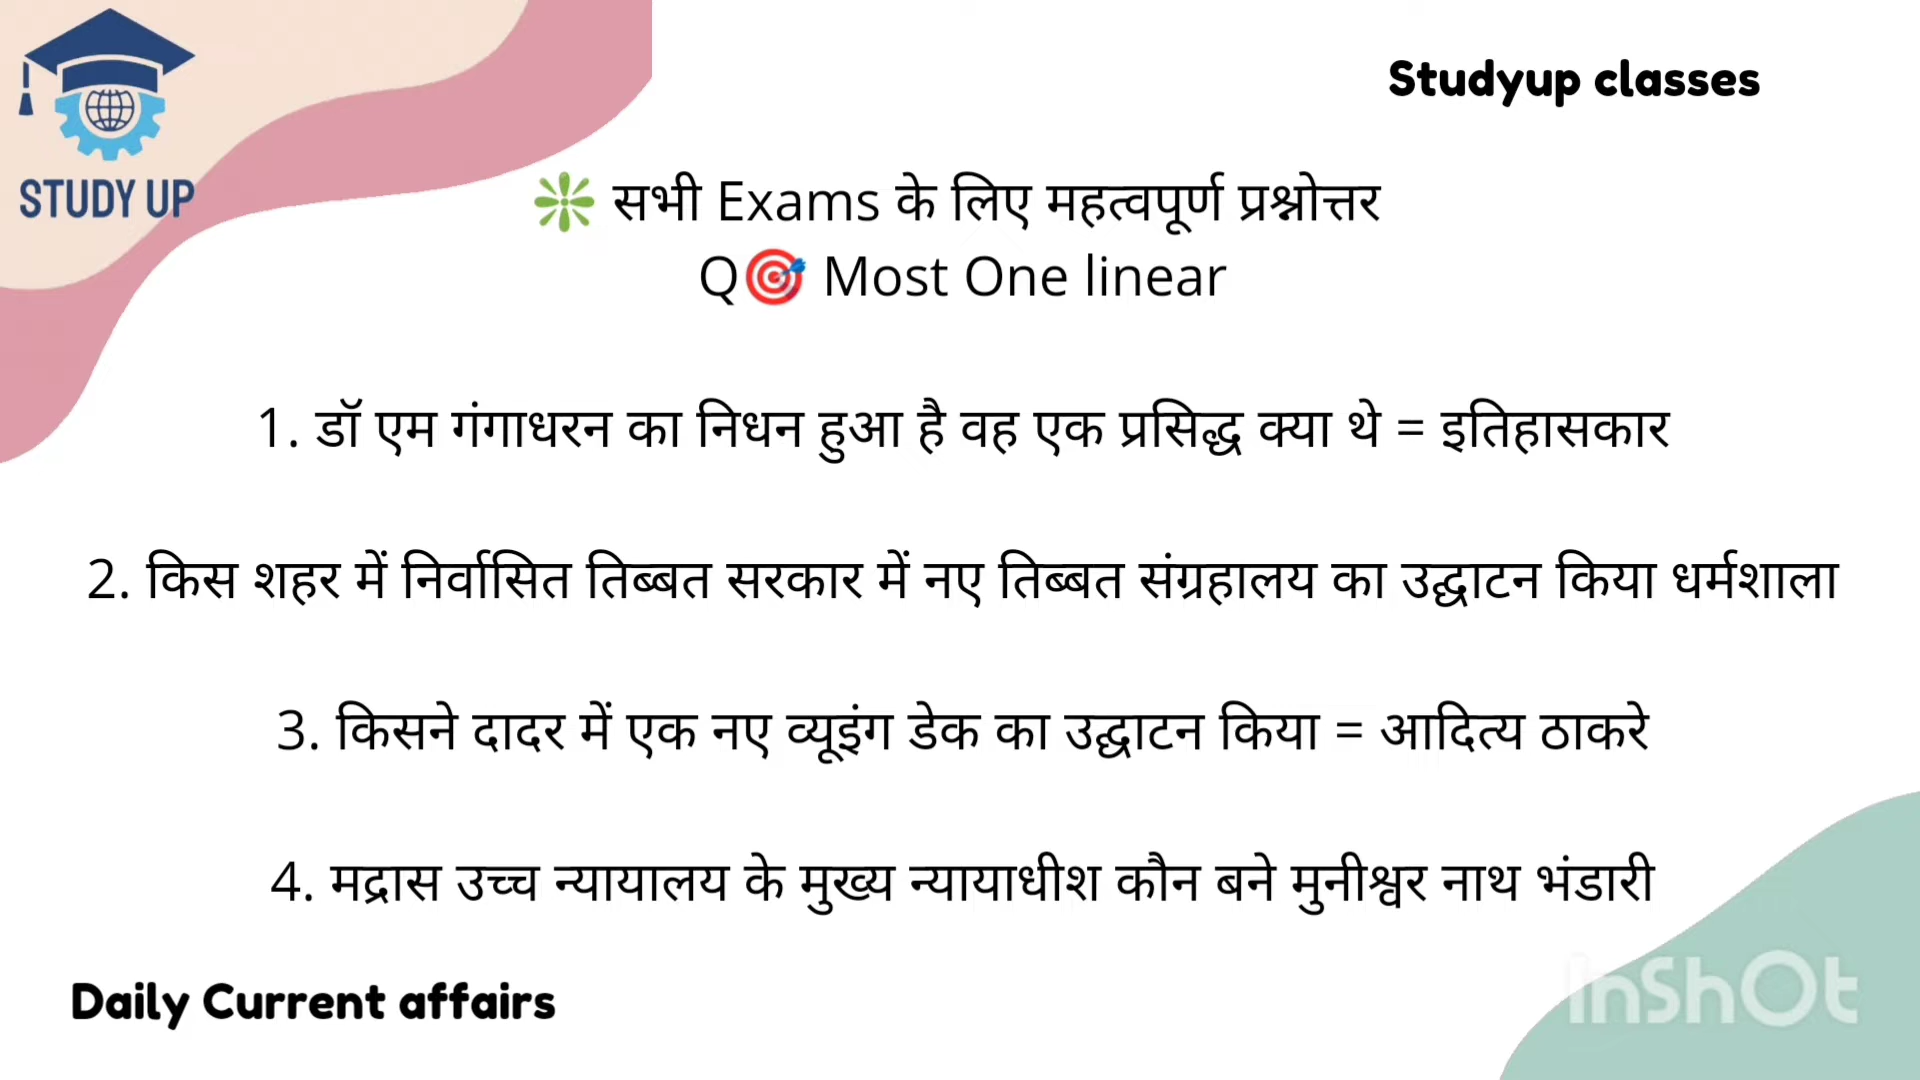 STUDY UP
Studyup classes
❇️ सभी Exams के लिए महत्वपूर्ण प्रश्नोत्तर
Q🎯 Most One linear
1. डॉ एम गंगाधरन का निधन हुआ है वह एक प्रसिद्ध क्या थे = इतिहासकार
2. किस शहर में निर्वासित तिब्बत सरकार में नए तिब्बत संग्रहालय का उद्घाटन किया धर्मशाला
3. किसने दादर में एक नए व्यूइंग डेक का उद्घाटन किया = आदित्य ठाकरे
4. मद्रास उच्च न्यायालय के मुख्य न्यायाधीश कौन बने मुनीश्वर नाथ भंडारी
Daily Current affairs
InShOt